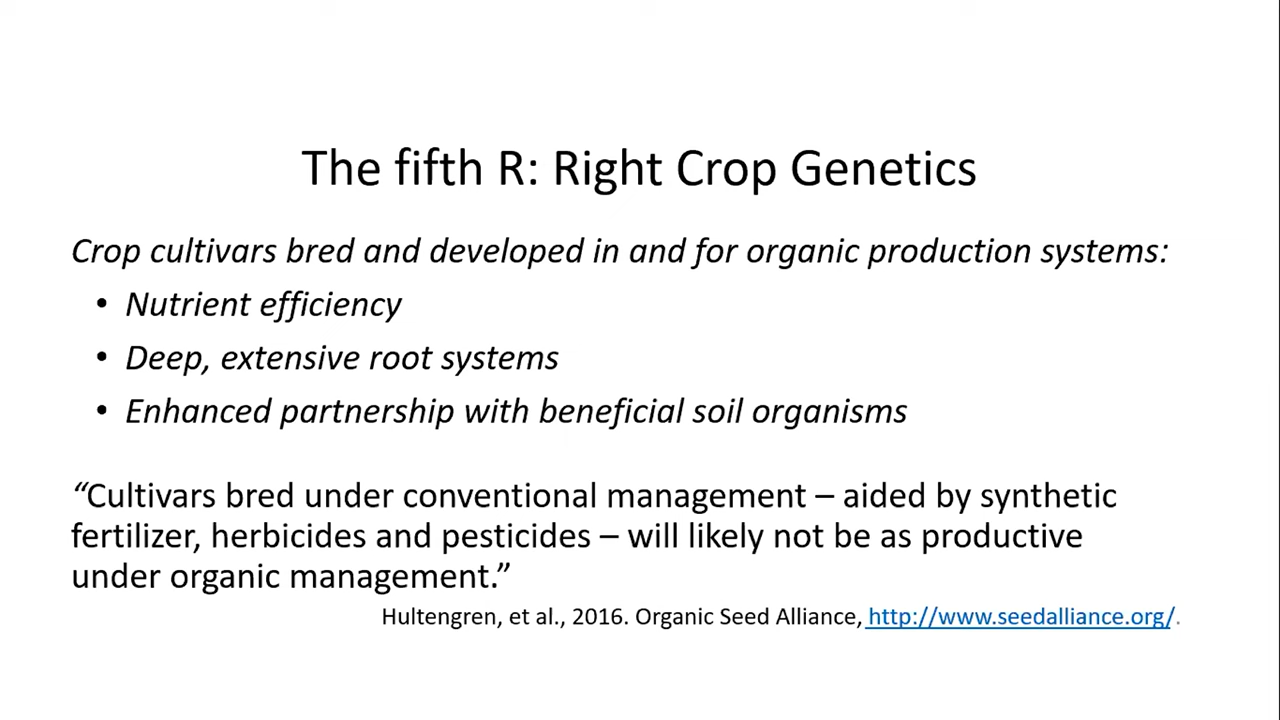 The fifth R: Right Crop Genetics
Crop cultivars bred and developed in and for organic production systems:
• Nutrient efficiency
• Deep, extensive root systems
• Enhanced partnership with beneficial soil organisms
“Cultivars bred under conventional management – aided by synthetic
fertilizer, herbicides and pesticides – will likely not be as productive
under organic management.”
Hultengren, et al., 2016. Organic Seed Alliance, http://www.seedalliance.org/.